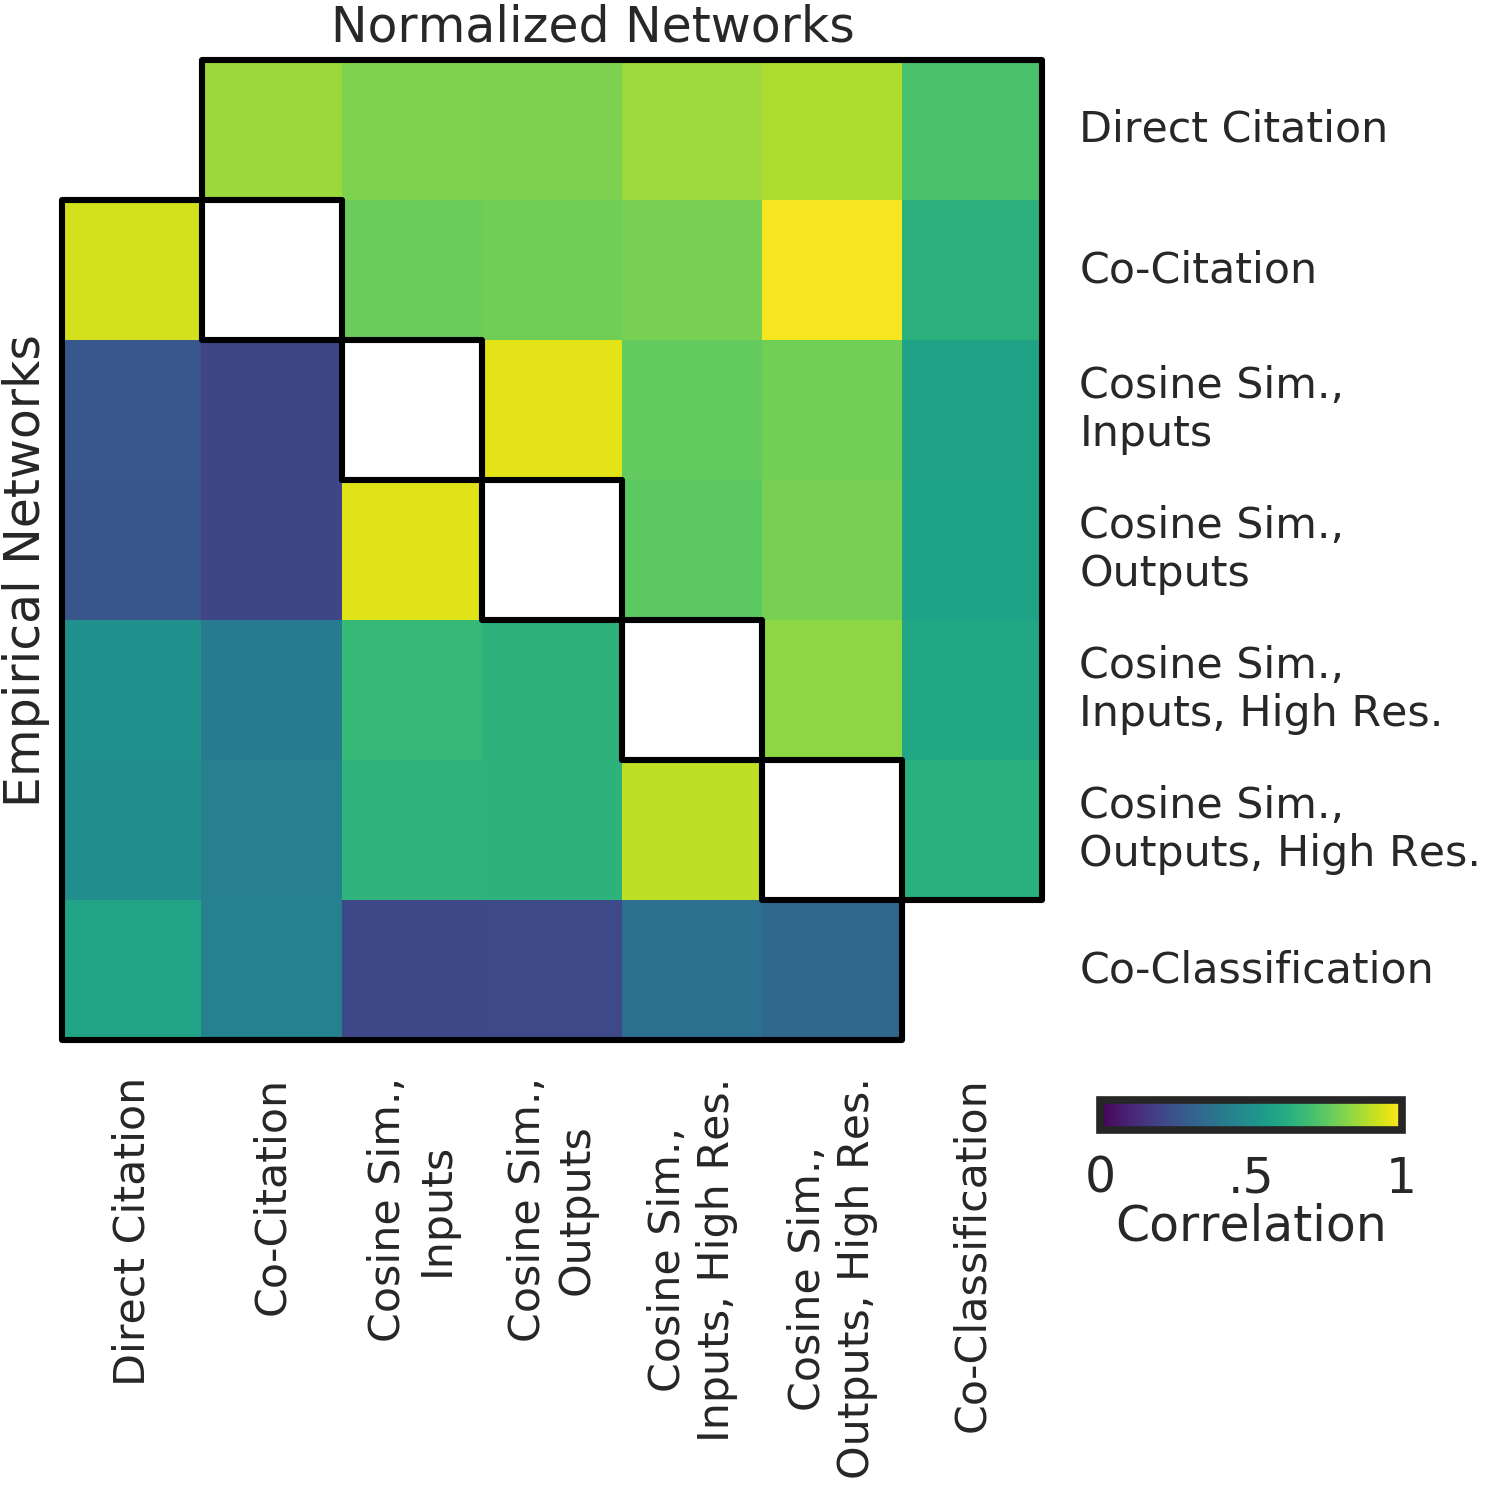 Normalized Networks
Empirical Networks
Direct Citation
Co-Citation
Cosine Sim.,
Inputs
Cosine Sim.,
Outputs
Cosine Sim.,
Inputs, High Res.
Cosine Sim.,
Outputs, High Res.
Co-Classification
Direct Citation
Co-Citation
Cosine Sim.,
Inputs
Cosine Sim.,
Outputs
Cosine Sim.,
Inputs, High Res.
Cosine Sim.,
Outputs, High Res.
Co-Classification
0 .5 1
Correlation